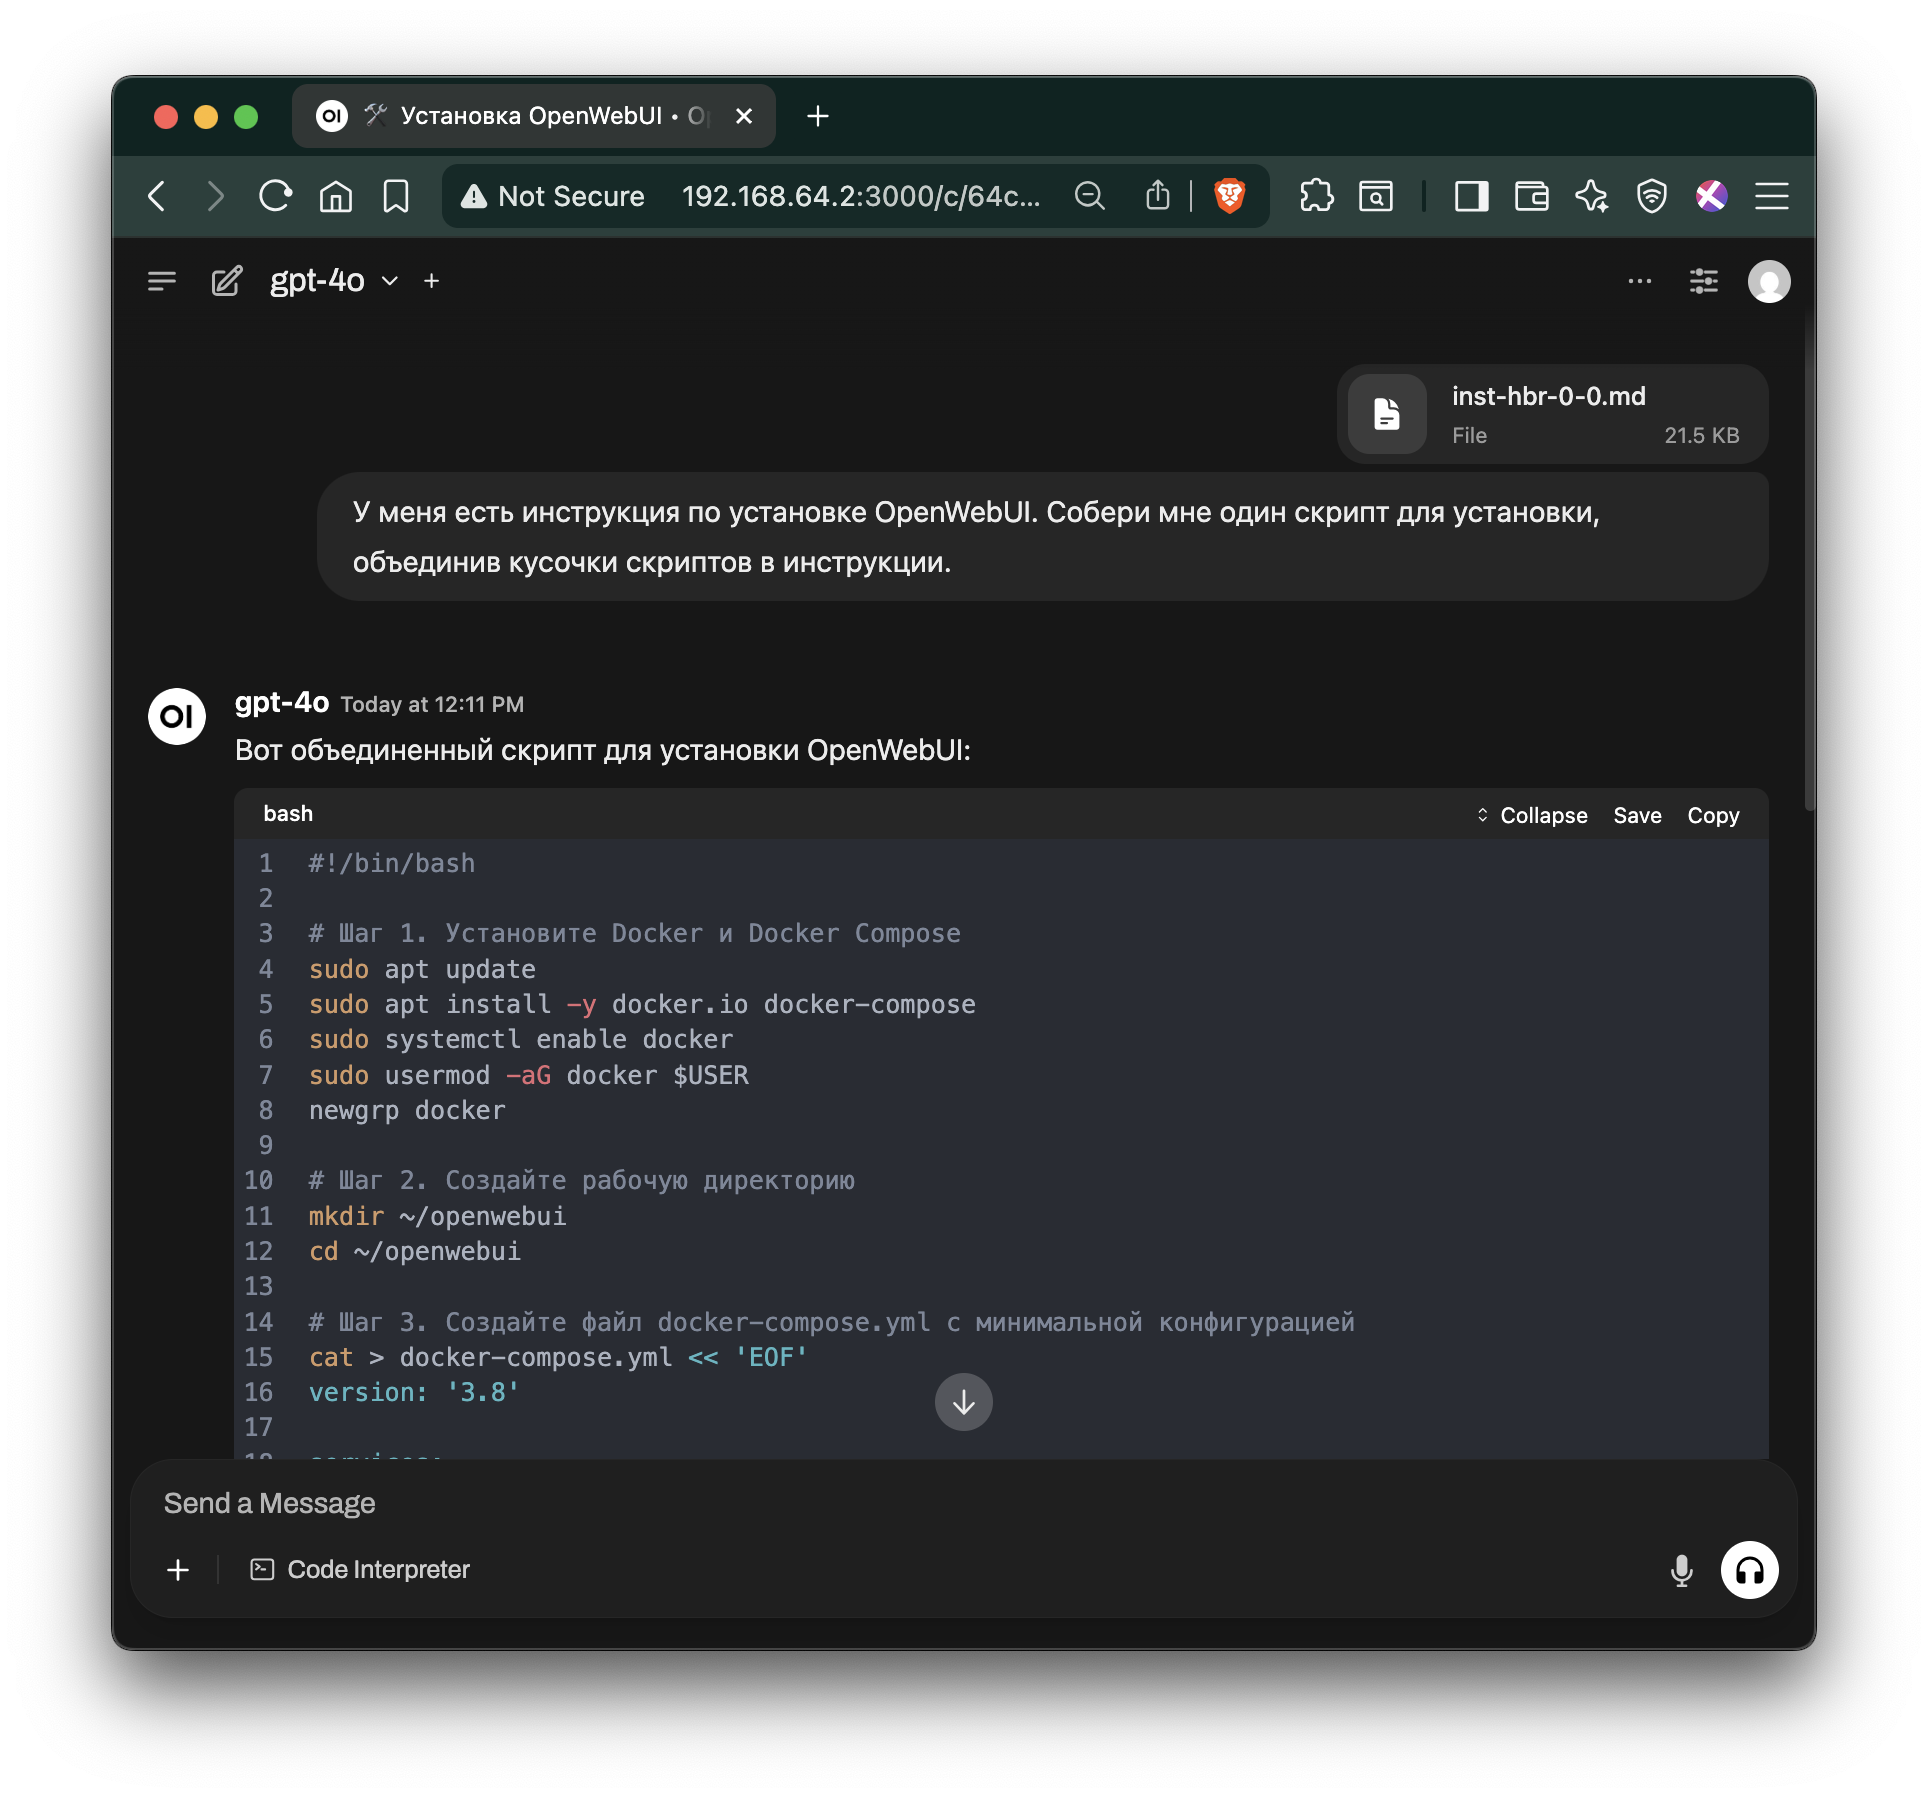 OI 🛠️ Установка OpenWebUI • O
Not Secure 192.168.64.2:3000/c/64c...
gpt-4o
inst-hbr-0-0.md
File 21.5 KB
У меня есть инструкция по установке OpenWebUI. Собери мне один скрипт для установки,
объединив кусочки скриптов в инструкции.
OI
gpt-4o Today at 12:11 PM
Вот объединенный скрипт для установки OpenWebUI:
bash Collapse Save Copy
1 #!/bin/bash
2
3 # Шаг 1. Установите Docker и Docker Compose
4 sudo apt update
5 sudo apt install -y docker.io docker-compose
6 sudo systemctl enable docker
7 sudo usermod -aG docker $USER
8 newgrp docker
9
10 # Шаг 2. Создайте рабочую директорию
11 mkdir ~/openwebui
12 cd ~/openwebui
13
14 # Шаг 3. Создайте файл docker-compose.yml с минимальной конфигурацией
15 cat > docker-compose.yml << 'EOF'
16 version: '3.8'
17
Send a Message
Code Interpreter